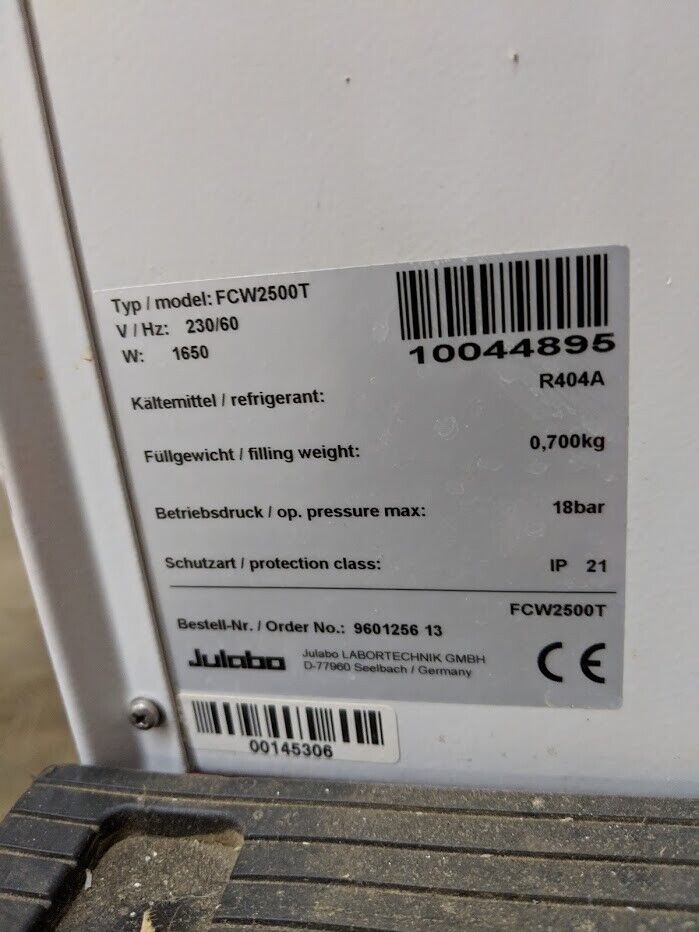 Typ / model: FCW2500T
V / Hz: 230/60
W: 1650
10044895
Kältemittel / refrigerant: R404A
Füllgewicht / filling weight: 0,700kg
Betriebsdruck / op. pressure max: 18bar
Schutzart / protection class: IP 21
FCW2500T
Bestell-Nr. / Order No.: 9601256 13
Julabo
Julabo LABORTECHNIK GMBH
D-77960 Seelbach / Germany
CE
00145306